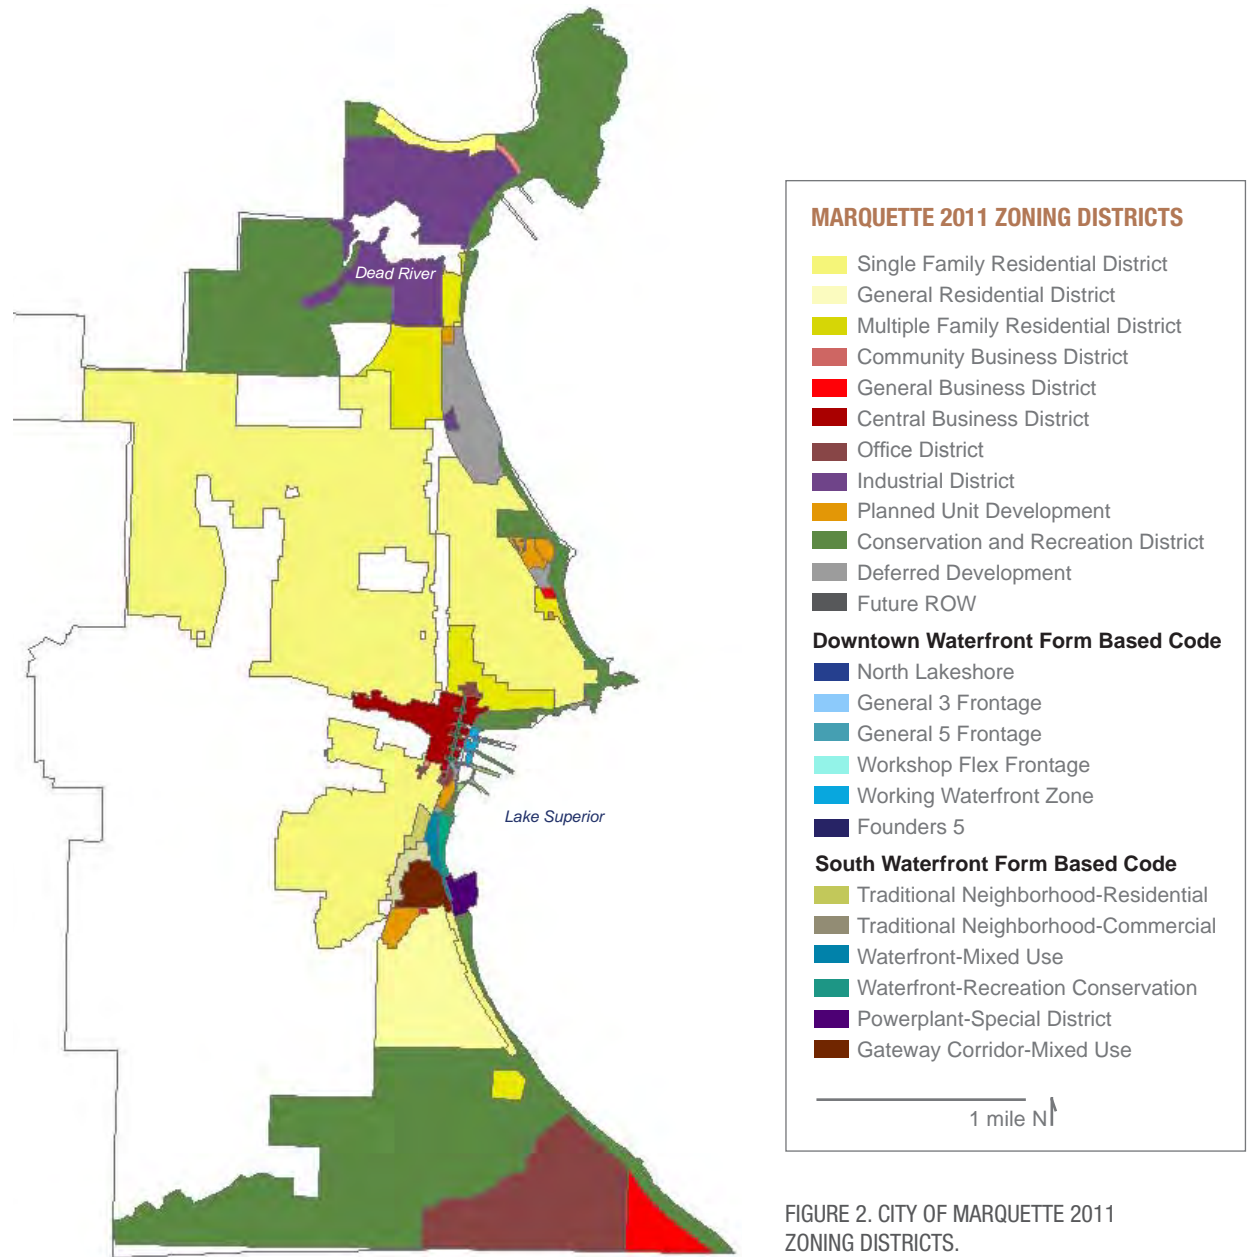 Dead River
Lake Superior
MARQUETTE 2011 ZONING DISTRICTS
Single Family Residential District
General Residential District
Multiple Family Residential District
Community Business District
General Business District
Central Business District
Office District
Industrial District
Planned Unit Development
Conservation and Recreation District
Deferred Development
Future ROW
Downtown Waterfront Form Based Code
North Lakeshore
General 3 Frontage
General 5 Frontage
Workshop Flex Frontage
Working Waterfront Zone
Founders 5
South Waterfront Form Based Code
Traditional Neighborhood-Residential
Traditional Neighborhood-Commercial
Waterfront-Mixed Use
Waterfront-Recreation Conservation
Powerplant-Special District
Gateway Corridor-Mixed Use
1 mile N
FIGURE 2. CITY OF MARQUETTE 2011
ZONING DISTRICTS.